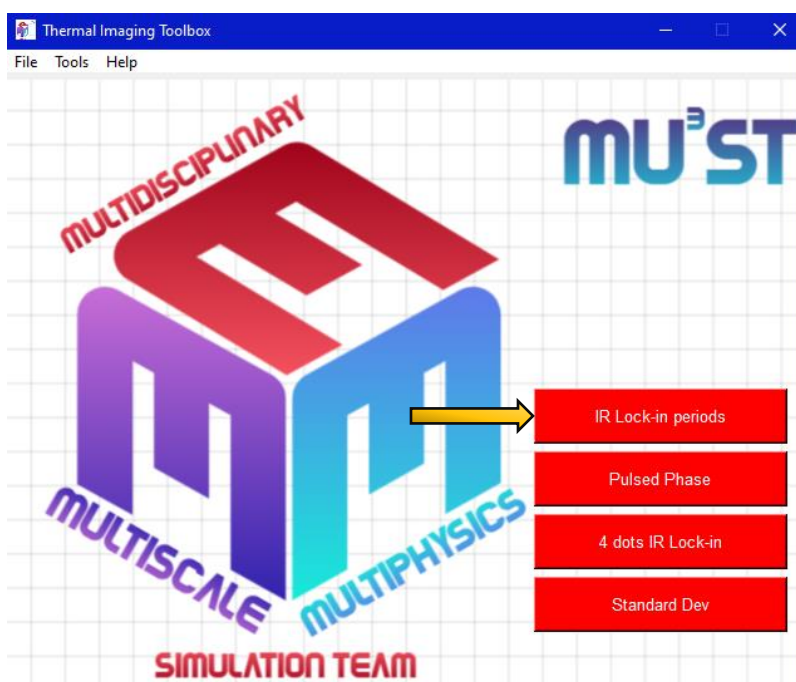 Thermal Imaging Toolbox
File Tools Help
MULTIDISCIPLINARY
MU³ST
IR Lock-in periods
Pulsed Phase
4 dots IR Lock-in
Standard Dev
MULTISCALE
MULTIPHYSICS
SIMULATION TEAM